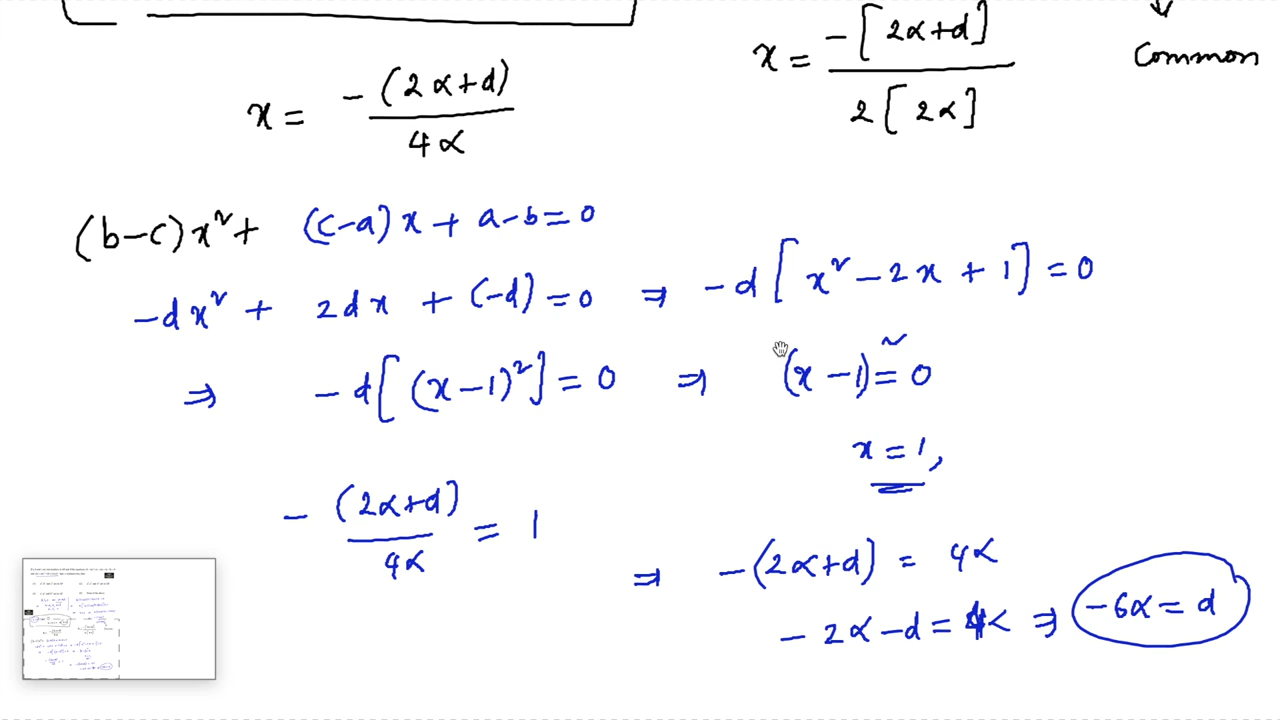 x = -[2α+d] / 2[2α]
Common
x = -(2α+d) / 4α
(b-c)x² + (c-a)x + a-b = 0
-dx² + 2dx + (-d) = 0 ⇒ -d[x² - 2x + 1] = 0
⇒ -d[(x-1)²] = 0 ⇒ (x-1)² = 0
x = 1,
-(2α+d) / 4α = 1
⇒ -(2α+d) = 4α
-2α-d = 4α ⇒ -6α = d